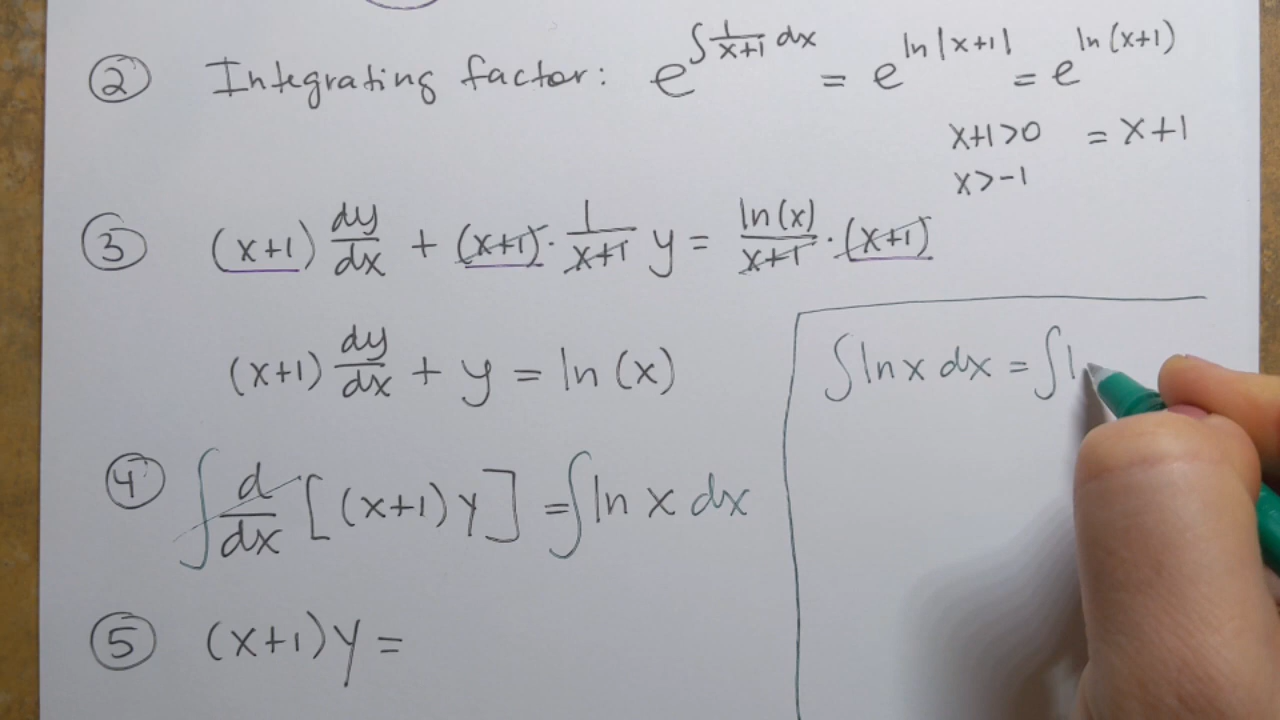 ② Integrating factor: e^{∫ 1/(x+1) dx} = e^{ln|x+1|} = e^{ln(x+1)}
x+1>0 = x+1
x>-1
③ (x+1) dy/dx + (x+1) · 1/(x+1) y = ln(x)/(x+1) · (x+1)
(x+1) dy/dx + y = ln(x)
∫ln x dx = ∫1
④ ∫ d/dx [(x+1)y] = ∫ln x dx
⑤ (x+1)y =